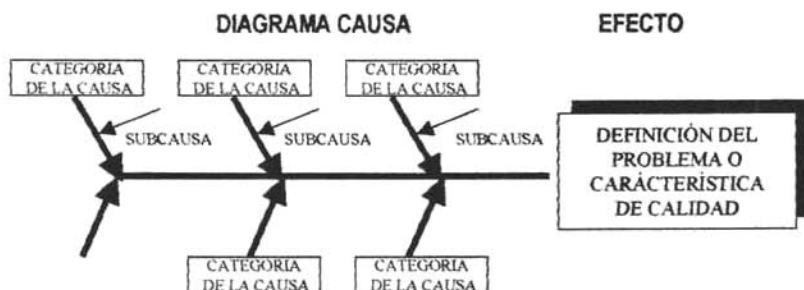 DIAGRAMA CAUSA EFECTO
CATEGORIA
DE LA CAUSA
CATEGORIA
DE LA CAUSA
CATEGORIA
DE LA CAUSA
SUBCAUSA
SUBCAUSA
SUBCAUSA
DEFINICIÓN DEL
PROBLEMA O
CARÁCTERÍSTICA
DE CALIDAD
CATEGORIA
DE LA CAUSA
CATEGORIA
DE LA CAUSA